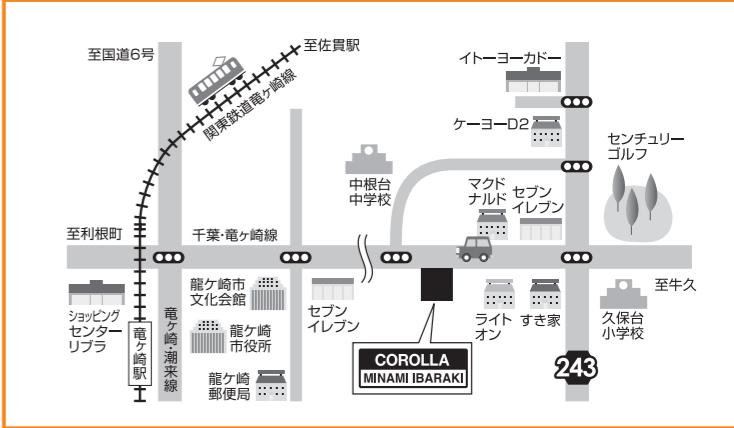 至国道6号
至佐貫駅
関東鉄道竜ヶ崎線
イトーヨーカドー
ケーヨーD2
センチュリー
ゴルフ
中根台
中学校
マクド
ナルド
セブン
イレブン
至利根町
千葉・竜ヶ崎線
至牛久
ショッピング
センター
リブラ
竜ヶ崎駅
竜ヶ崎・潮来線
龍ケ崎市
文化会館
龍ケ崎
市役所
龍ケ崎
郵便局
セブン
イレブン
COROLLA
MINAMI IBARAKI
ライト
オン
すき家
久保台
小学校
243